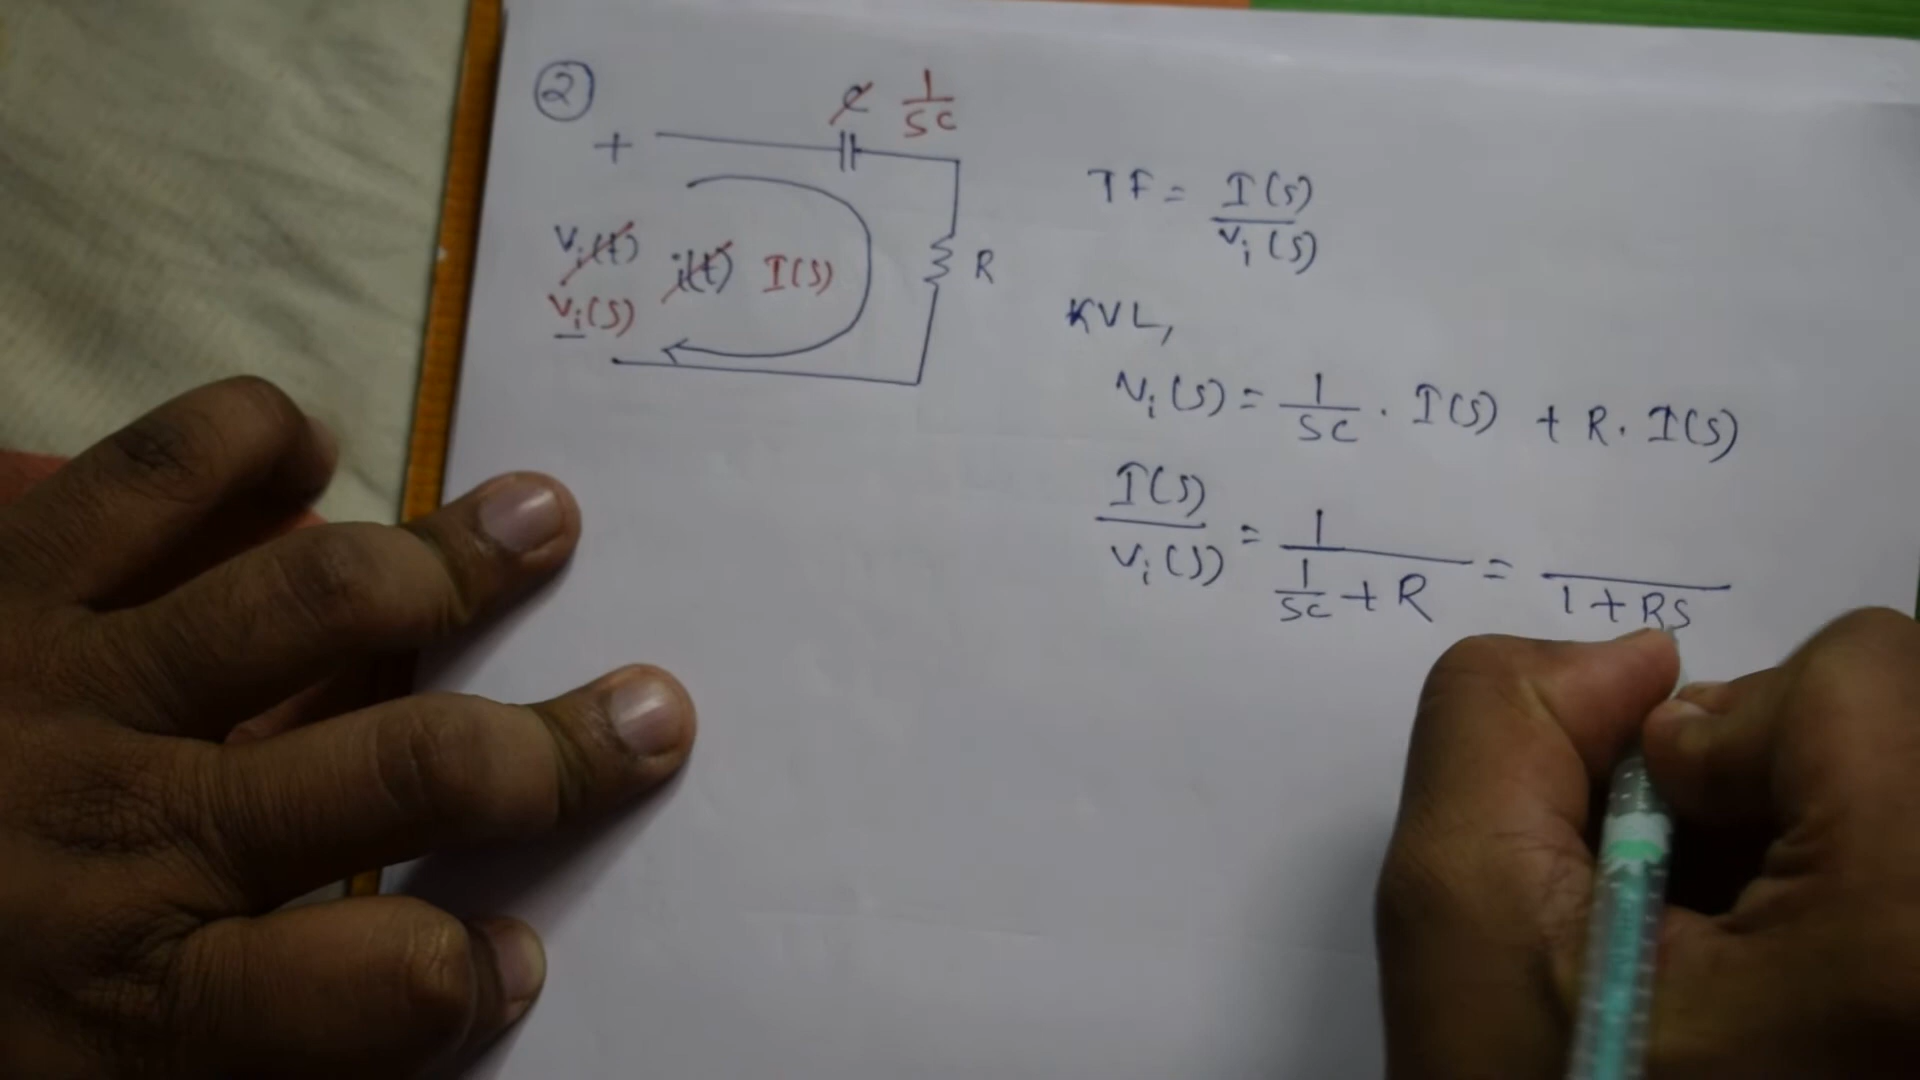 ②
C 1/SC
+
Vi(t)
i(t) I(S)
R
Vi(S)
TF = I(S)/Vi(S)
KVL,
Vi(S) = 1/SC . I(S) + R. I(S)
I(S)/Vi(S) = 1/(1/SC + R) = /(1+RS